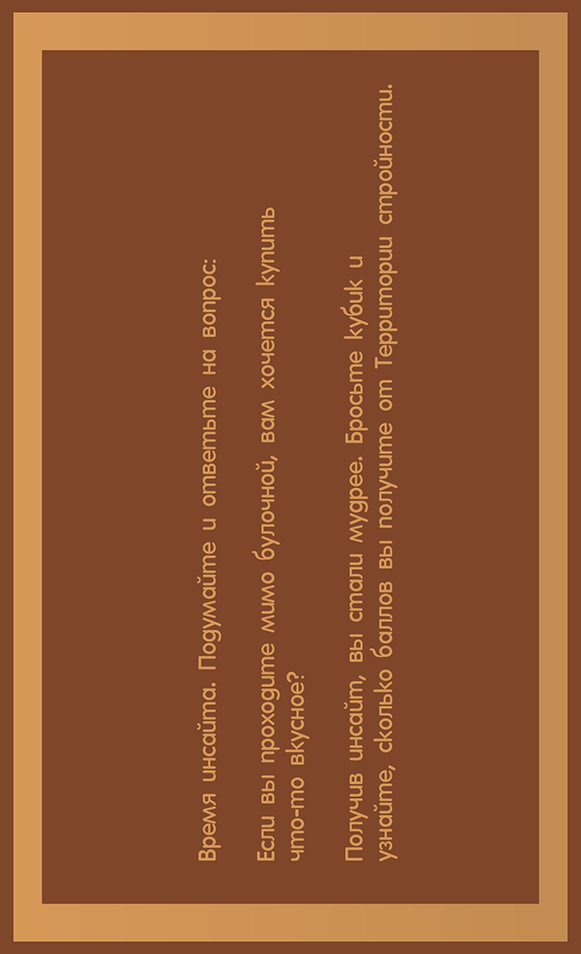 Время инсайта. Подумайте и ответьте на вопрос:
Если вы проходите мимо булочной, вам хочется купить
что-то вкусное?
Получив инсайт, вы стали мудрее. Бросьте кубик и
узнайте, сколько баллов вы получите от Территории стройности.